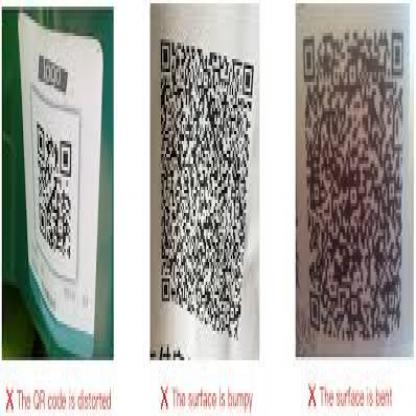 X The QR code is distorted
X The surface is bumpy
X The surface is bent